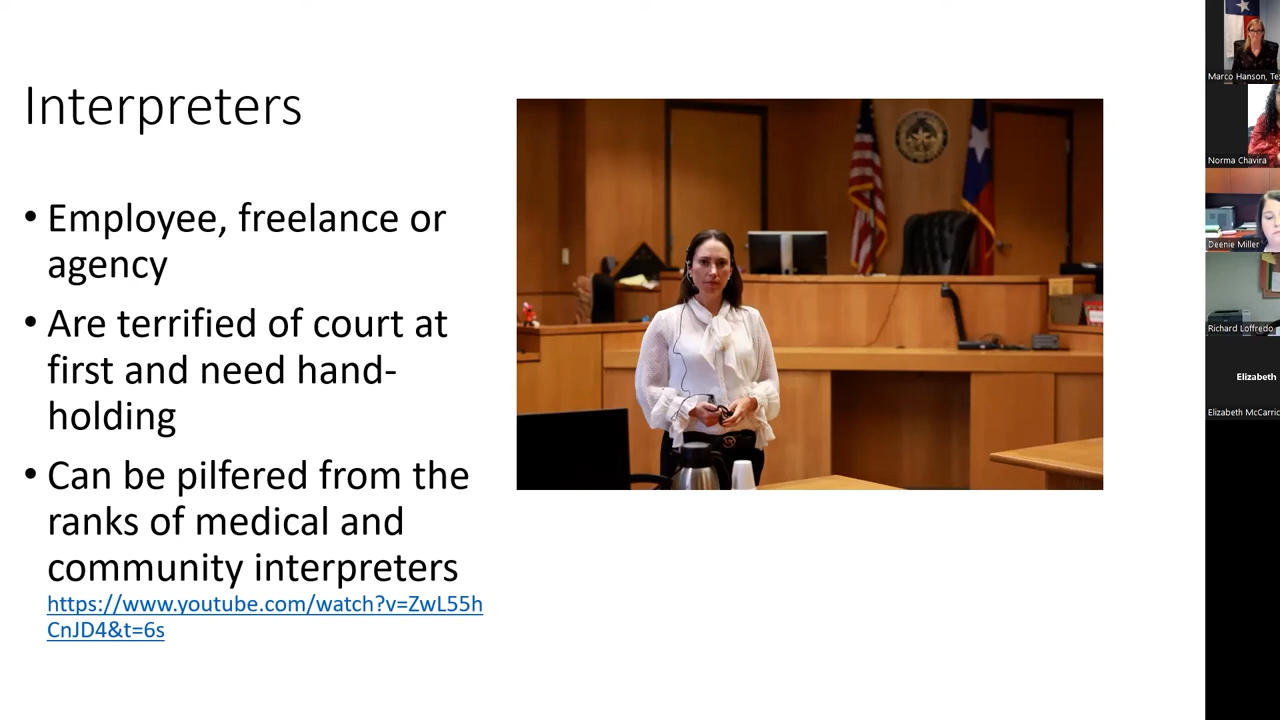 Interpreters
• Employee, freelance or
agency
• Are terrified of court at
first and need hand-
holding
• Can be pilfered from the
ranks of medical and
community interpreters
https://www.youtube.com/watch?v=ZwL55h
CnJD4&t=6s
Marco Hanson, Te
Norma Chavira
Deenie Miller
Richard Loffredo
Elizabeth
Elizabeth McCarric